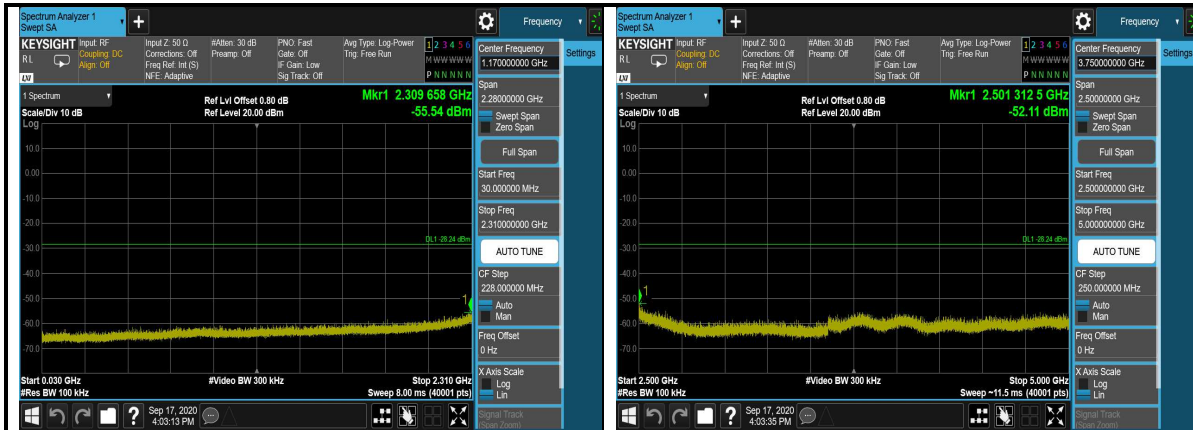 Spectrum Analyzer 1
Swept SA
Frequency
KEYSIGHT
RL
LXI
Input: RF
Coupling: DC
Align: Off
Input Z: 50 Ω
Corrections: Off
Freq Ref: Int (S)
NFE: Adaptive
#Atten: 30 dB
Preamp: Off
PNO: Fast
Gate: Off
IF Gain: Low
Sig Track: Off
Avg Type: Log-Power
Trig: Free Run
1 2 3 4 5 6
M W W W W W
P N N N N N
1 Spectrum
Scale/Div 10 dB
Log
Ref Lvl Offset 0.80 dB
Ref Level 20.00 dBm
Mkr1 2.309 658 GHz
-55.54 dBm
10.0
0.00
-10.0
-20.0
-30.0
-40.0
-50.0
-60.0
-70.0
DL1 -28.24 dBm
1
Start 0.030 GHz
#Res BW 100 kHz
#Video BW 300 kHz
Stop 2.310 GHz
Sweep 8.00 ms (40001 pts)
Sep 17, 2020
4:03:13 PM
Center Frequency
1.170000000 GHz
Settings
Span
2.28000000 GHz
Swept Span
Zero Span
Full Span
Start Freq
30.000000 MHz
Stop Freq
2.310000000 GHz
AUTO TUNE
CF Step
228.000000 MHz
Auto
Man
Freq Offset
0 Hz
X Axis Scale
Log
Lin
Signal Track
(Span Zoom)
Spectrum Analyzer 1
Swept SA
Frequency
KEYSIGHT
RL
LXI
Input: RF
Coupling: DC
Align: Off
Input Z: 50 Ω
Corrections: Off
Freq Ref: Int (S)
NFE: Adaptive
#Atten: 30 dB
Preamp: Off
PNO: Fast
Gate: Off
IF Gain: Low
Sig Track: Off
Avg Type: Log-Power
Trig: Free Run
1 2 3 4 5 6
M W W W W W
P N N N N N
1 Spectrum
Scale/Div 10 dB
Log
Ref Lvl Offset 0.80 dB
Ref Level 20.00 dBm
Mkr1 2.501 312 5 GHz
-52.11 dBm
10.0
0.00
-10.0
-20.0
-30.0
-40.0
-50.0
-60.0
-70.0
DL1 -28.24 dBm
1
Start 2.500 GHz
#Res BW 100 kHz
#Video BW 300 kHz
Stop 5.000 GHz
Sweep ~11.5 ms (40001 pts)
Sep 17, 2020
4:03:35 PM
Center Frequency
3.750000000 GHz
Settings
Span
2.50000000 GHz
Swept Span
Zero Span
Full Span
Start Freq
2.500000000 GHz
Stop Freq
5.000000000 GHz
AUTO TUNE
CF Step
250.000000 MHz
Auto
Man
Freq Offset
0 Hz
X Axis Scale
Log
Lin
Signal Track
(Span Zoom)